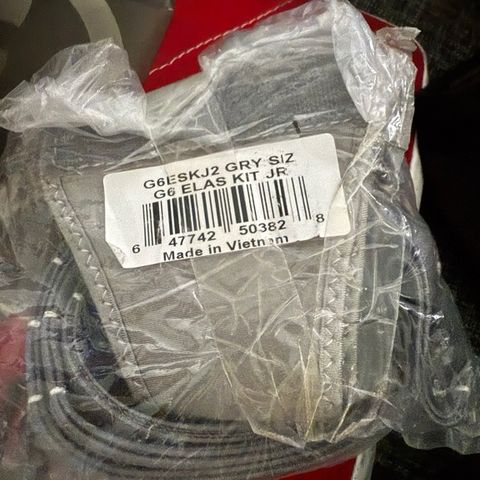 G6ESKJ2 GRY SIZ
G6 ELAS KIT JR
6 47742 50382 8
Made in Vietnam